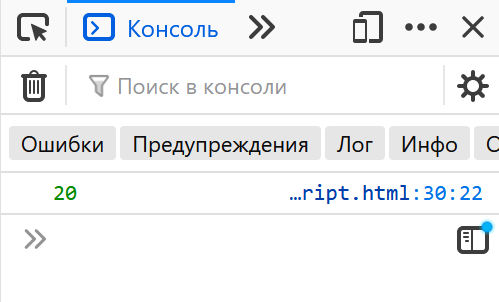 Консоль
Поиск в консоли
Ошибки Предупреждения Лог Инфо
20 …ript.html:30:22